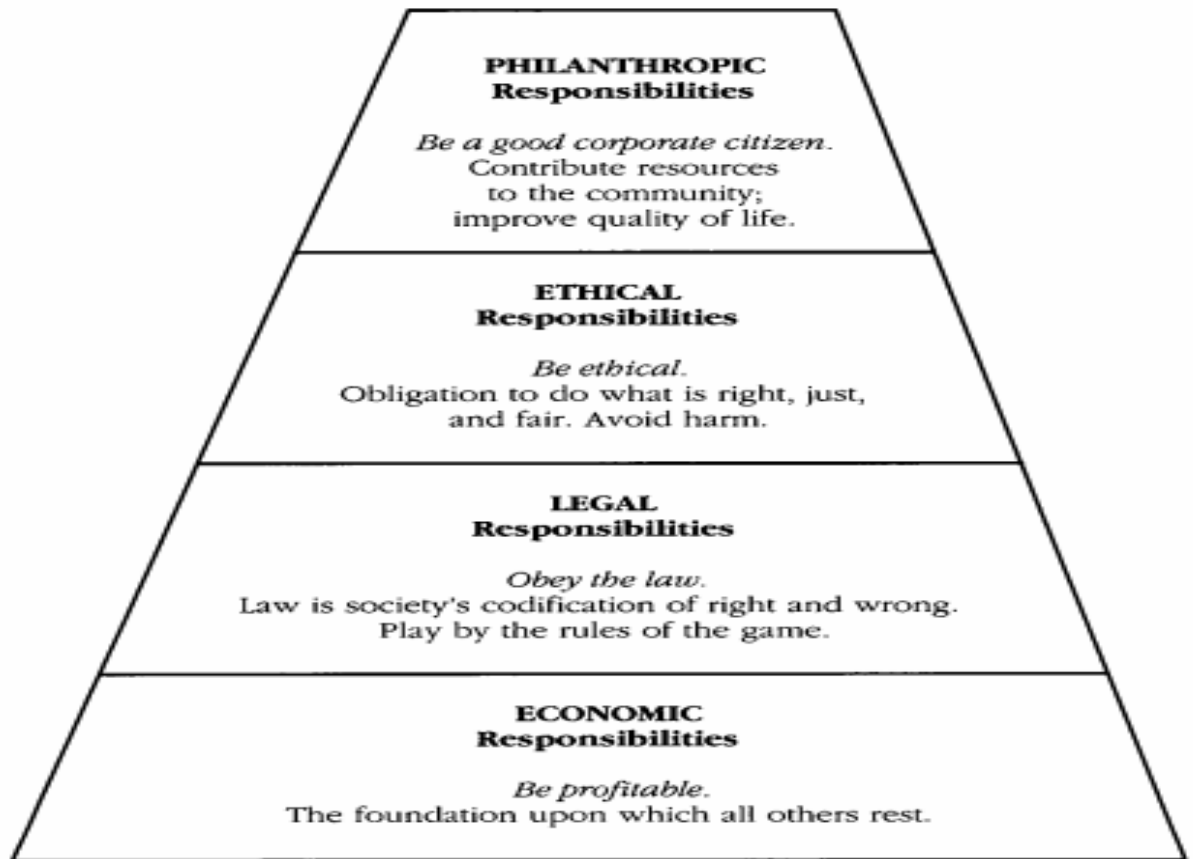 PHILANTHROPIC
Responsibilities
Be a good corporate citizen.
Contribute resources
to the community;
improve quality of life.
ETHICAL
Responsibilities
Be ethical.
Obligation to do what is right, just,
and fair. Avoid harm.
LEGAL
Responsibilities
Obey the law.
Law is society's codification of right and wrong.
Play by the rules of the game.
ECONOMIC
Responsibilities
Be profitable.
The foundation upon which all others rest.